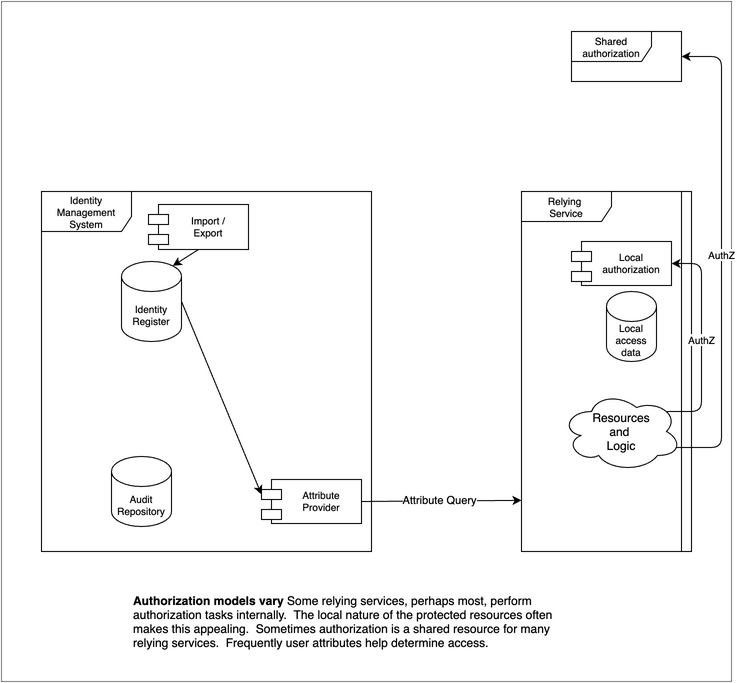 Shared
authorization
Identity
Management
System
Import /
Export
Identity
Register
Audit
Repository
Attribute
Provider
Attribute Query
Relying
Service
Local
authorization
Local
access
data
Resources
and
Logic
AuthZ
AuthZ
Authorization models vary Some relying services, perhaps most, perform
authorization tasks internally.  The local nature of the protected resources often
makes this appealing.  Sometimes authorization is a shared resource for many
relying services.  Frequently user attributes help determine access.